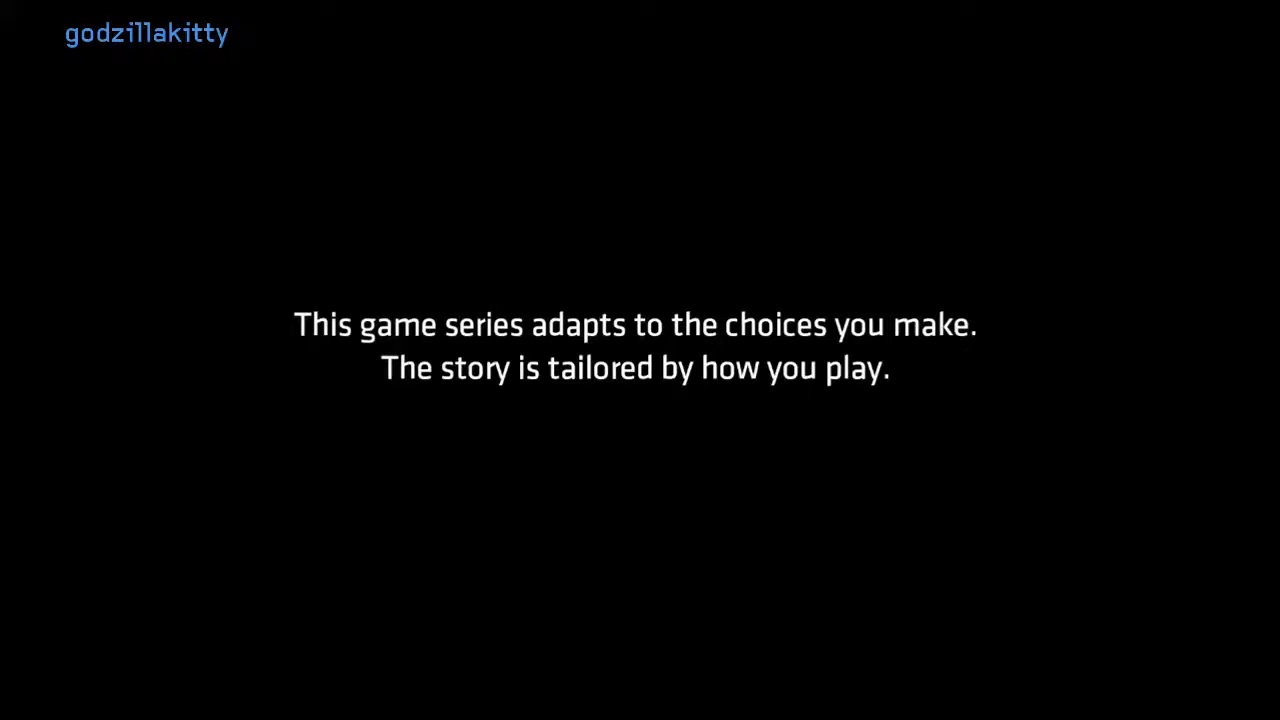 godzillakitty
This game series adapts to the choices you make.
The story is tailored by how you play.